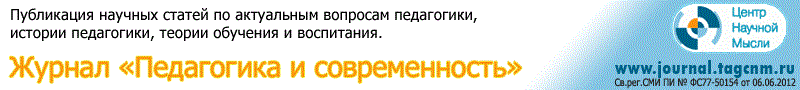 Публикация научных статей по актуальным вопросам педагогики,
истории педагогики, теории обучения и воспитания.
Журнал «Педагогика и современность»
Центр
Научной
Мысли
www.journal.tagcnm.ru
Св.рег.СМИ ПИ № ФС77-50154 от 06.06.2012